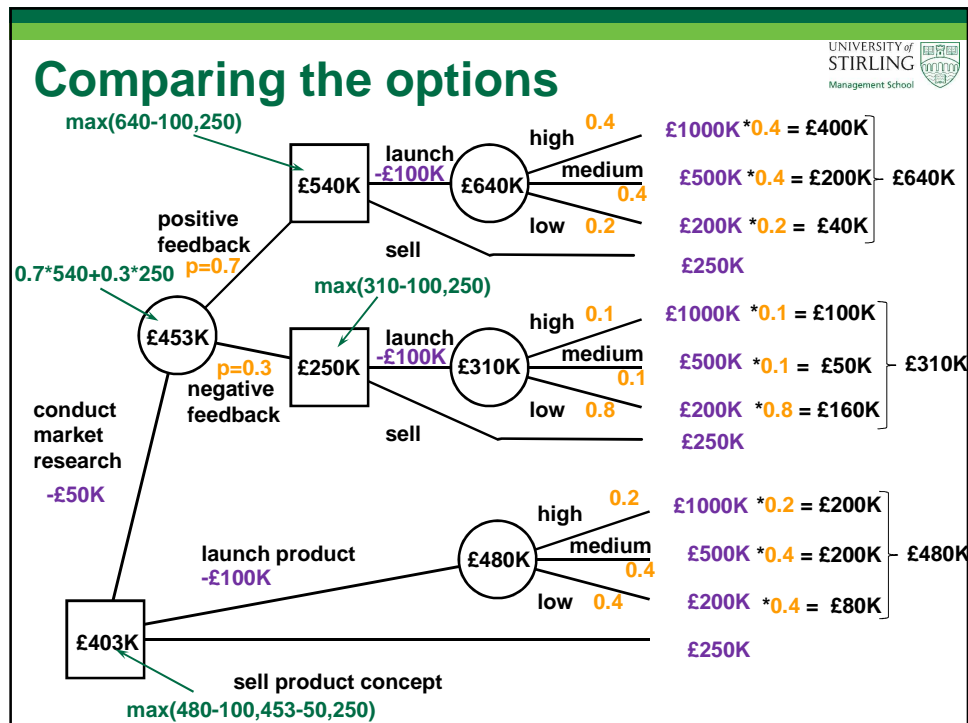 UNIVERSITY of
STIRLING
Management School
Comparing the options
max(640-100,250)
£540K
launch
-£100K
£640K
high
0.4
medium
0.4
low
0.2
£1000K *0.4 = £400K
£500K *0.4 = £200K
£200K *0.2 = £40K
£640K
sell
£250K
positive
feedback
p=0.7
0.7*540+0.3*250
£453K
max(310-100,250)
p=0.3
negative
feedback
£250K
launch
-£100K
£310K
high
0.1
medium
0.1
low
0.8
£1000K *0.1 = £100K
£500K *0.1 = £50K
£200K *0.8 = £160K
£310K
sell
£250K
conduct
market
research
-£50K
launch product
-£100K
£480K
high
0.2
medium
0.4
low
0.4
£1000K *0.2 = £200K
£500K *0.4 = £200K
£200K *0.4 = £80K
£480K
£403K
£250K
sell product concept
max(480-100,453-50,250)